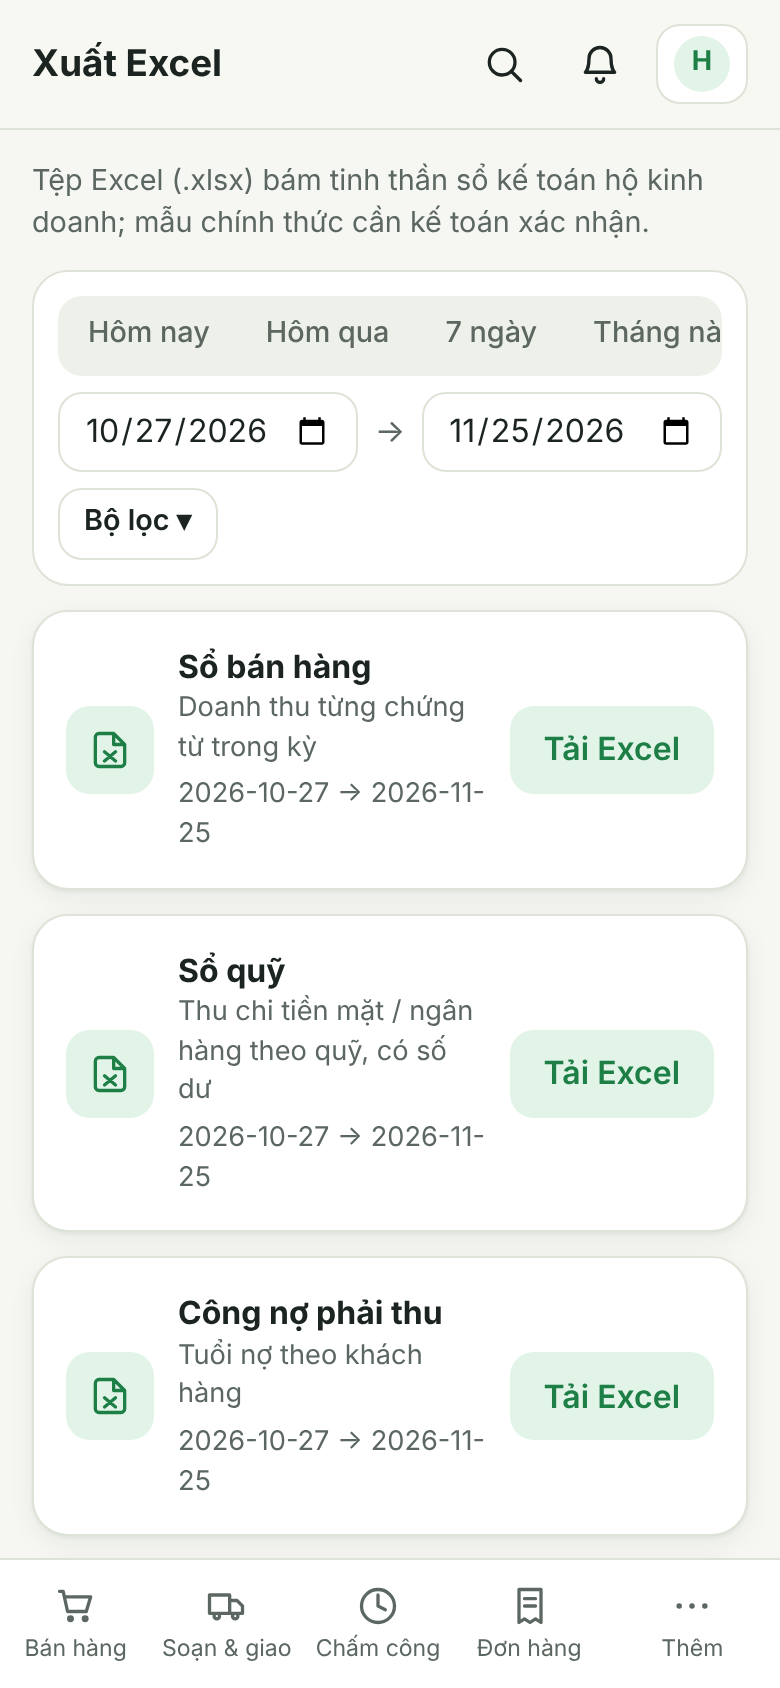 Xuất Excel
H
Tệp Excel (.xlsx) bám tinh thần sổ kế toán hộ kinh
doanh; mẫu chính thức cần kế toán xác nhận.
Hôm nay Hôm qua 7 ngày Tháng nà
10/27/2026 → 11/25/2026
Bộ lọc ▾
Sổ bán hàng
Doanh thu từng chứng
từ trong kỳ
2026-10-27 → 2026-11-
25
Tải Excel
Sổ quỹ
Thu chi tiền mặt / ngân
hàng theo quỹ, có số
dư
2026-10-27 → 2026-11-
25
Tải Excel
Công nợ phải thu
Tuổi nợ theo khách
hàng
2026-10-27 → 2026-11-
25
Tải Excel
Bán hàng Soạn & giao Chấm công Đơn hàng Thêm